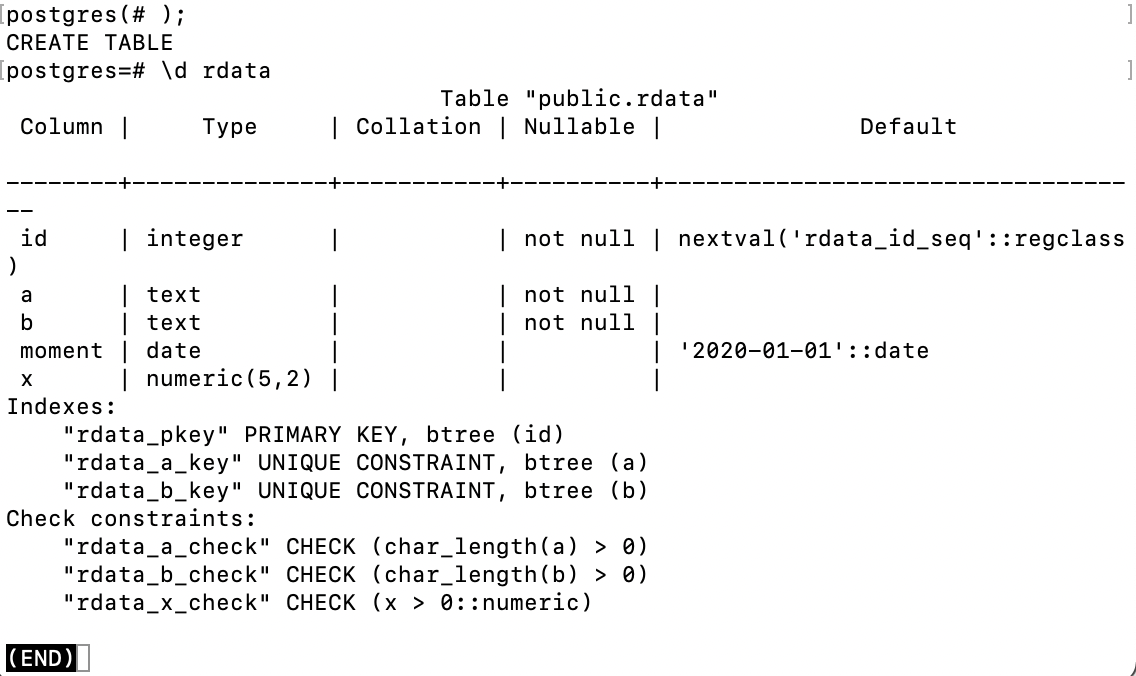 [postgres(# );]
CREATE TABLE
[postgres=# \d rdata]
                               Table "public.rdata"
 Column |     Type     | Collation | Nullable |              Default              

--------+--------------+-----------+----------+---------------------------------
--
 id     | integer      |           | not null | nextval('rdata_id_seq'::regclass
)
 a      | text         |           | not null | 
 b      | text         |           | not null | 
 moment | date         |           |          | '2020-01-01'::date
 x      | numeric(5,2) |           |          | 
Indexes:
    "rdata_pkey" PRIMARY KEY, btree (id)
    "rdata_a_key" UNIQUE CONSTRAINT, btree (a)
    "rdata_b_key" UNIQUE CONSTRAINT, btree (b)
Check constraints:
    "rdata_a_check" CHECK (char_length(a) > 0)
    "rdata_b_check" CHECK (char_length(b) > 0)
    "rdata_x_check" CHECK (x > 0::numeric)

(END)